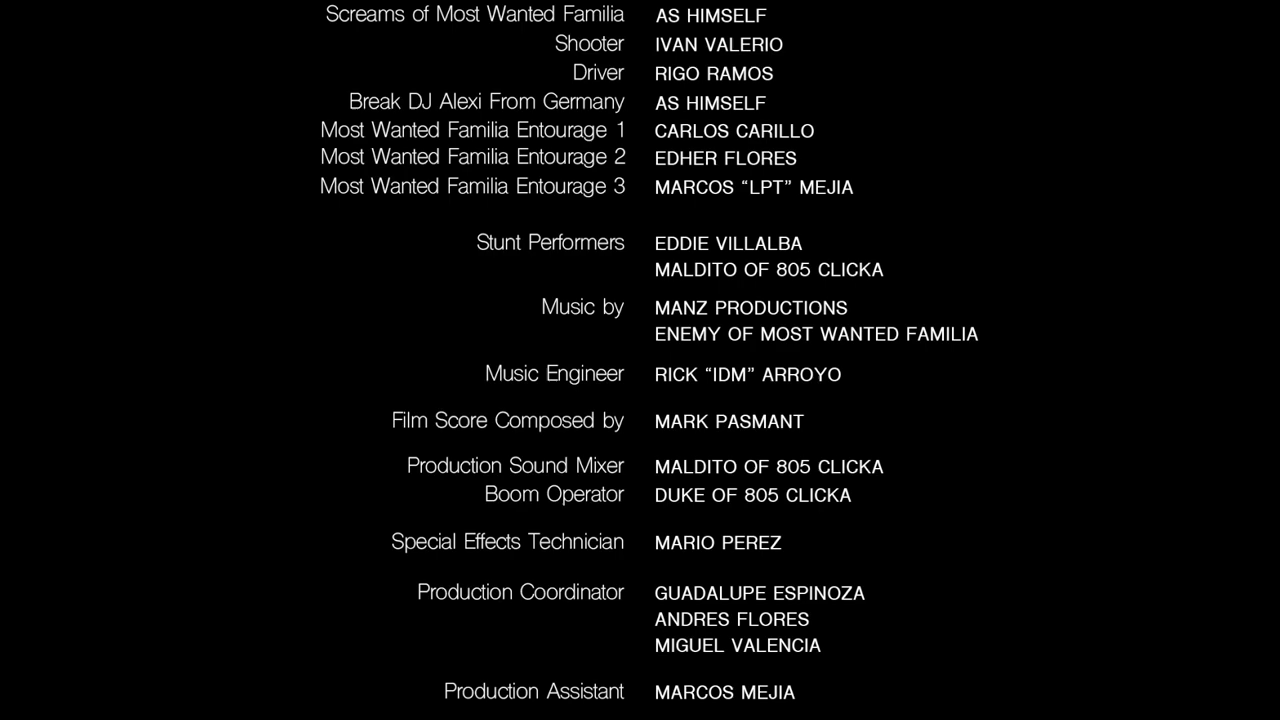 Screams of Most Wanted Familia AS HIMSELF
Shooter IVAN VALERIO
Driver RIGO RAMOS
Break DJ Alexi From Germany AS HIMSELF
Most Wanted Familia Entourage 1 CARLOS CARILLO
Most Wanted Familia Entourage 2 EDHER FLORES
Most Wanted Familia Entourage 3 MARCOS “LPT” MEJIA
Stunt Performers EDDIE VILLALBA
MALDITO OF 805 CLICKA
Music by MANZ PRODUCTIONS
ENEMY OF MOST WANTED FAMILIA
Music Engineer RICK “IDM” ARROYO
Film Score Composed by MARK PASMANT
Production Sound Mixer MALDITO OF 805 CLICKA
Boom Operator DUKE OF 805 CLICKA
Special Effects Technician MARIO PEREZ
Production Coordinator GUADALUPE ESPINOZA
ANDRES FLORES
MIGUEL VALENCIA
Production Assistant MARCOS MEJIA